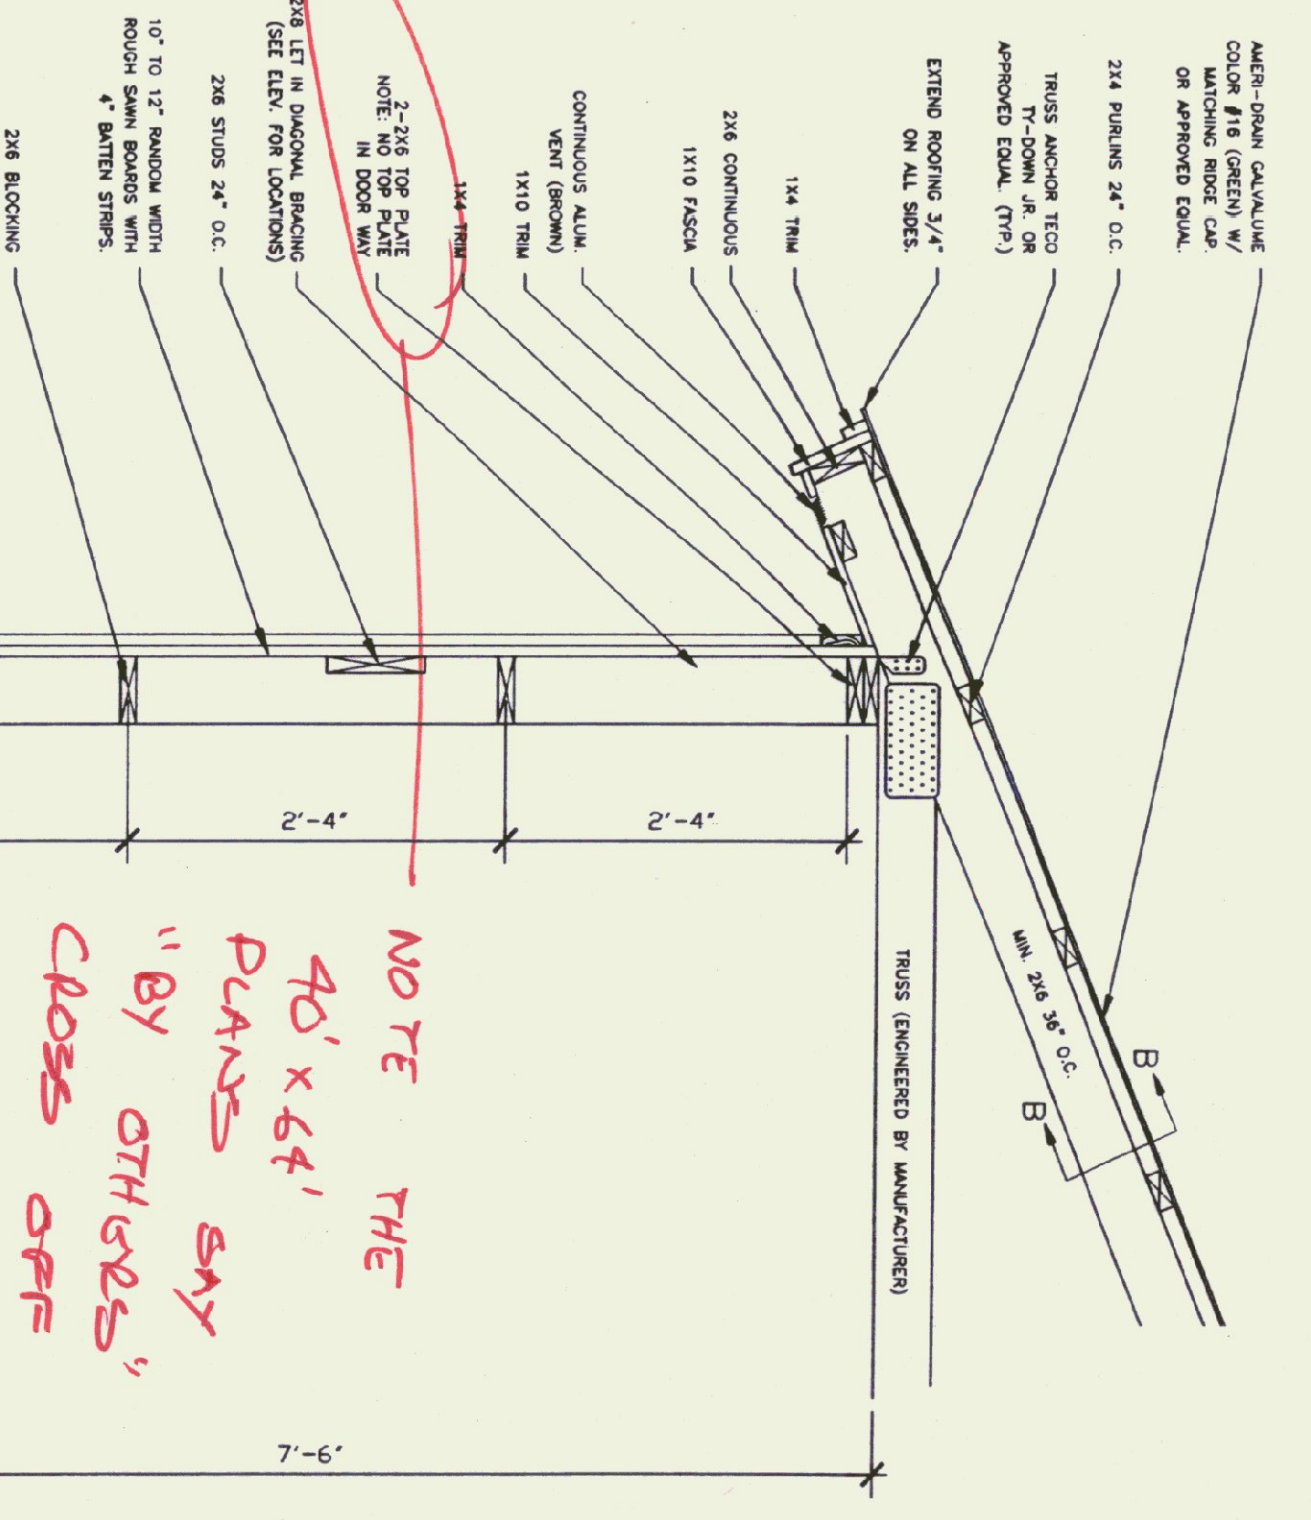 AMERI-DRAIN GALVALUME
COLOR #16 (GREEN) W/
MATCHING RIDGE CAP.
OR APPROVED EQUAL.
2X4 PURLINS 24" O.C.
TRUSS ANCHOR TECO
TY-DOWN JR. OR
APPROVED EQUAL. (TYP.)
EXTEND ROOFING 3/4"
ON ALL SIDES.
1X4 TRIM
2X6 CONTINUOUS
1X10 FASCIA
CONTINUOUS ALUM.
VENT (BROWN)
1X10 TRIM
1X4 TRIM
2-2X6 TOP PLATE
NOTE: NO TOP PLATE
IN DOOR WAY
2X8 LET IN DIAGONAL BRACING
(SEE ELEV. FOR LOCATIONS)
2X6 STUDS 24" O.C.
10" TO 12" RANDOM WIDTH
ROUGH SAWN BOARDS WITH
4" BATTEN STRIPS.
2X6 BLOCKING
MIN. 2X6 36" O.C.
B
B
TRUSS (ENGINEERED BY MANUFACTURER)
2'-4"
2'-4"
7'-6"
NOTE THE
40' x 64'
PLANS SAY
"BY OTHERS"
CROSS OFF